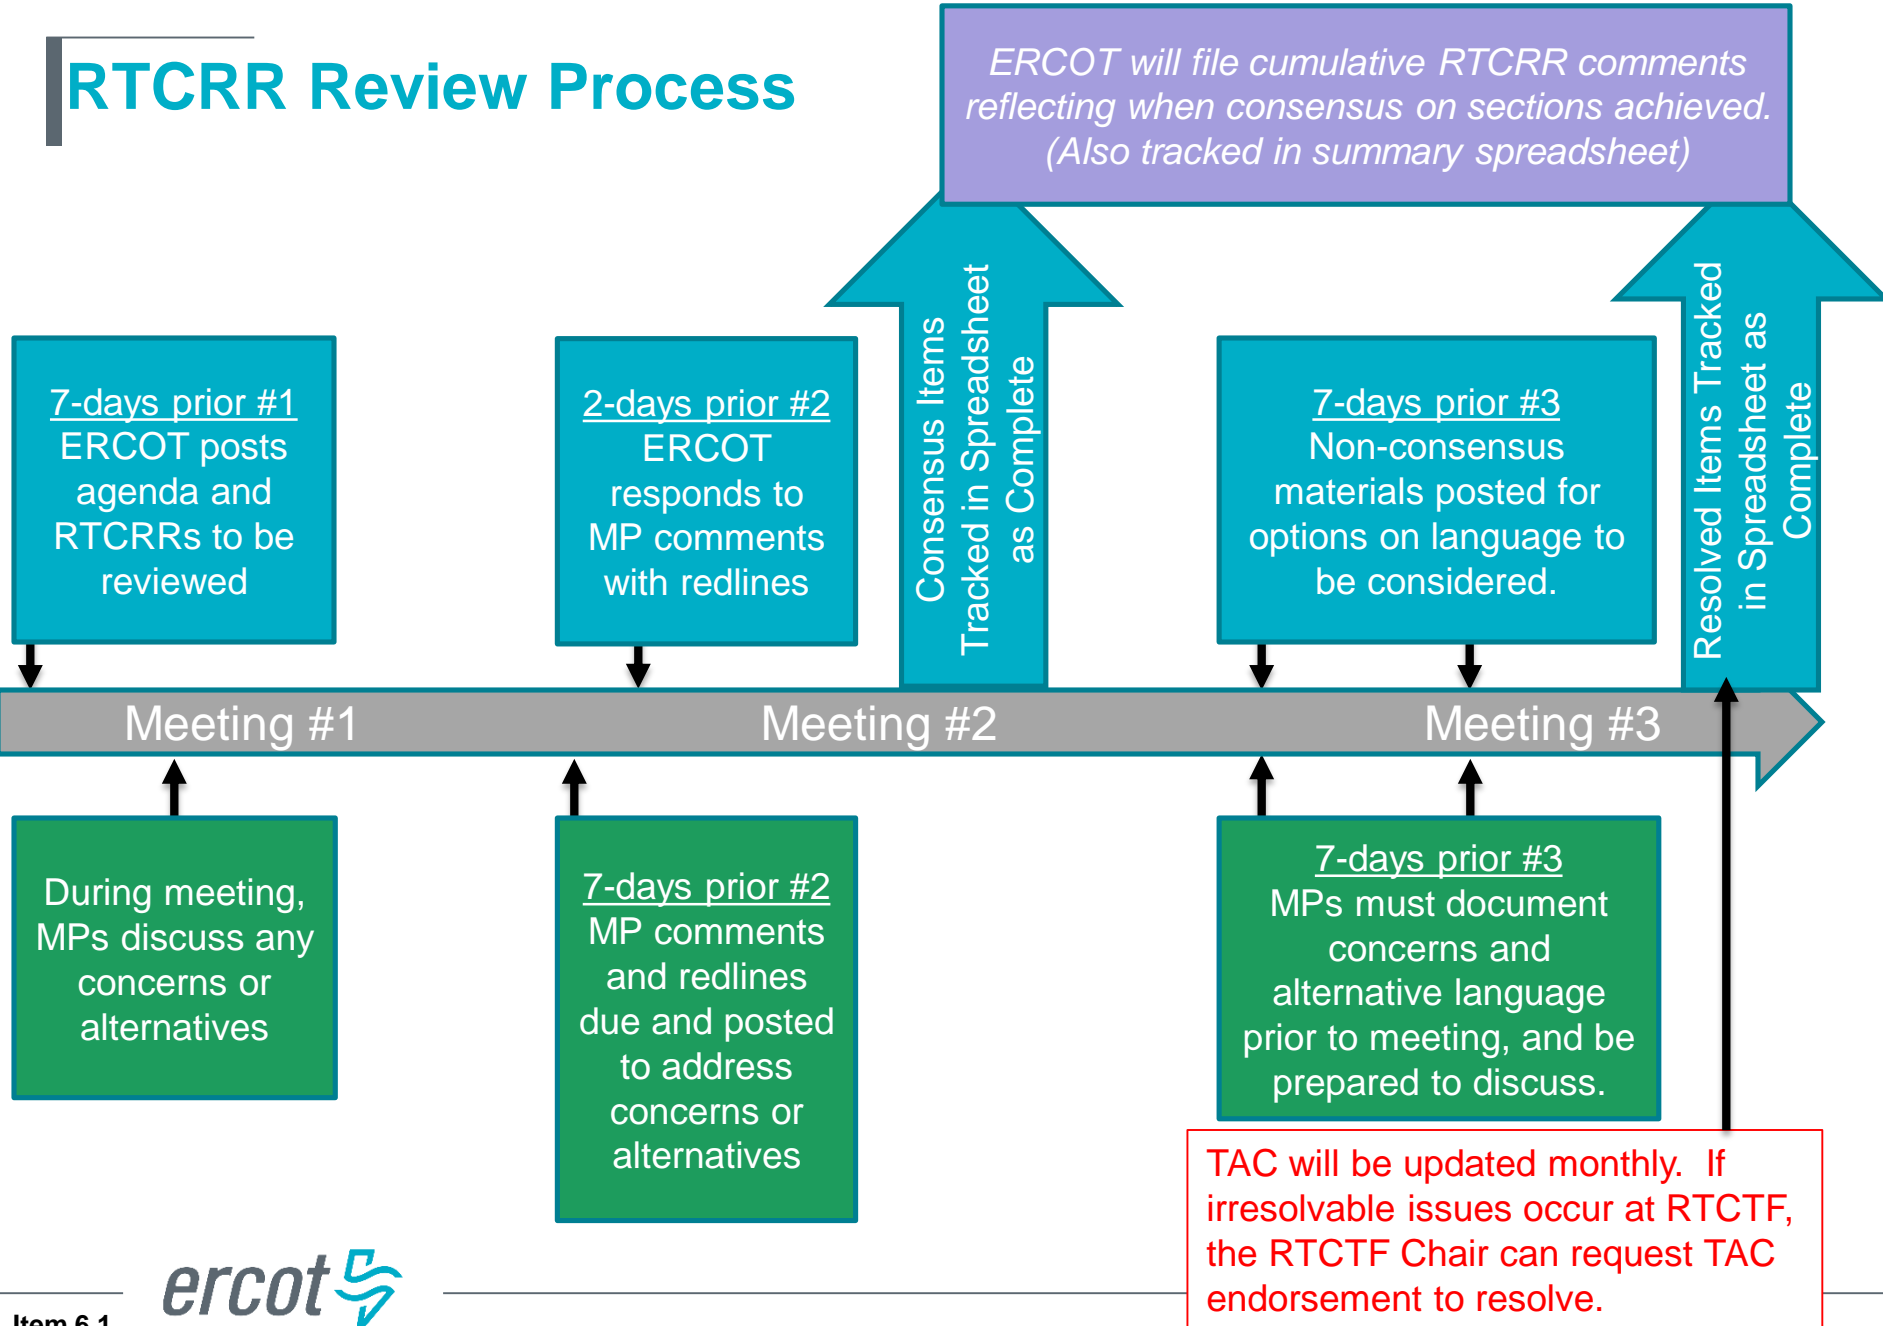 RTCRR Review Process
ERCOT will file cumulative RTCRR comments
reflecting when consensus on sections achieved.
(Also tracked in summary spreadsheet)
7-days prior #1
ERCOT posts
agenda and
RTCRRs to be
reviewed
2-days prior #2
ERCOT
responds to
MP comments
with redlines
Consensus Items
Tracked in Spreadsheet
as Complete
7-days prior #3
Non-consensus
materials posted for
options on language to
be considered.
Resolved Items Tracked
in Spreadsheet as
Complete
Meeting #1
Meeting #2
Meeting #3
During meeting,
MPs discuss any
concerns or
alternatives
7-days prior #2
MP comments
and redlines
due and posted
to address
concerns or
alternatives
7-days prior #3
MPs must document
concerns and
alternative language
prior to meeting, and be
prepared to discuss.
TAC will be updated monthly.  If
irresolvable issues occur at RTCTF,
the RTCTF Chair can request TAC
endorsement to resolve.
ercot
Item 6.1